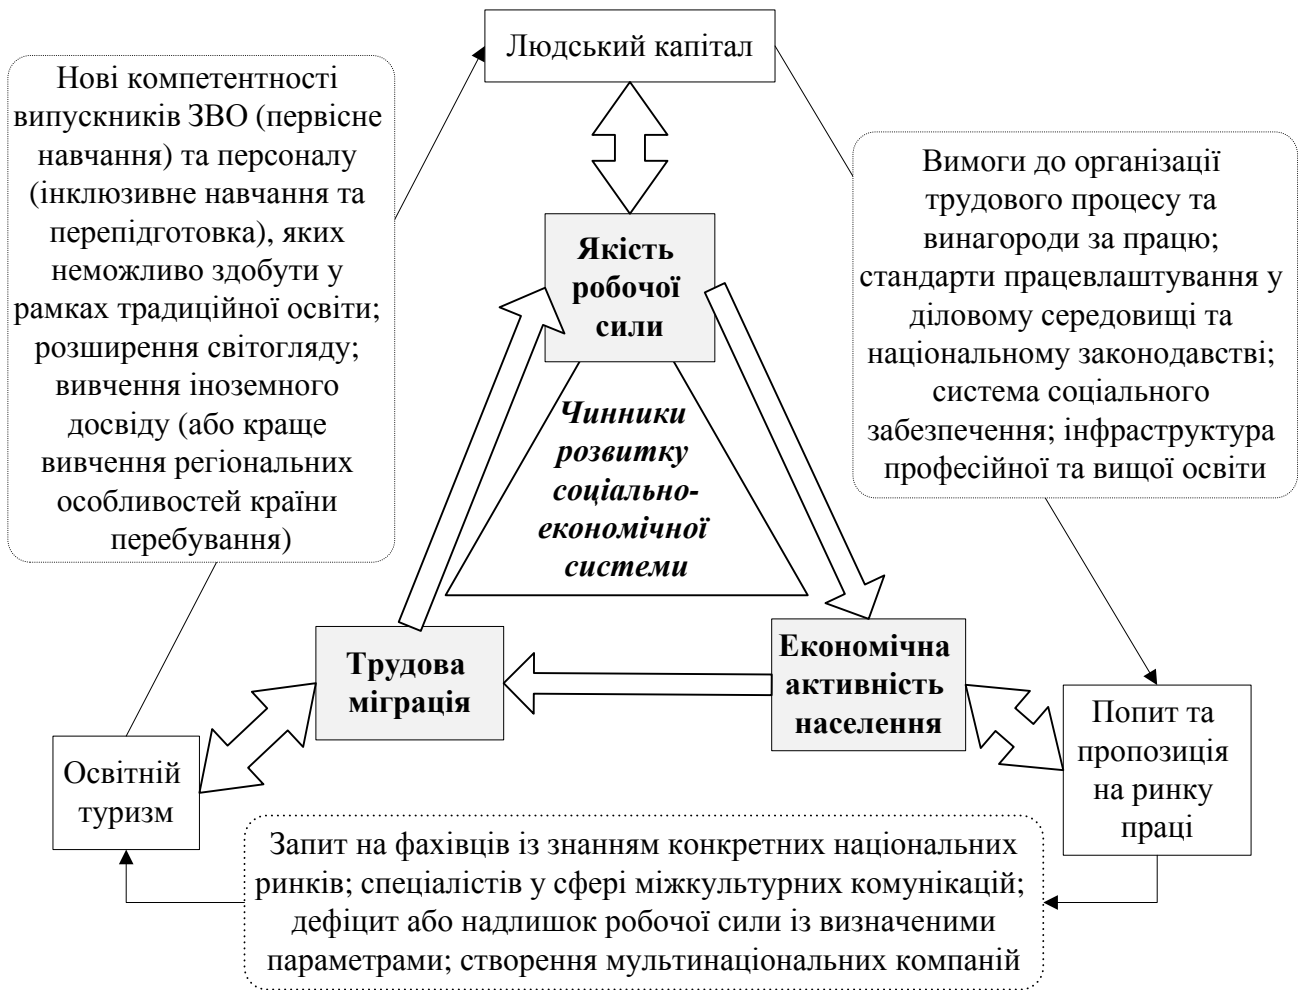 Людський капітал
Нові компетентності
випускників ЗВО (первісне
навчання) та персоналу
(інклюзивне навчання та
перепідготовка), яких
неможливо здобути у
рамках традиційної освіти;
розширення світогляду;
вивчення іноземного
досвіду (або краще
вивчення регіональних
особливостей країни
перебування)
Вимоги до організації
трудового процесу та
винагороди за працю;
стандарти працевлаштування у
діловому середовищі та
національному законодавстві;
система соціального
забезпечення; інфраструктура
професійної та вищої освіти
Якість
робочої
сили
Чинники
розвитку
соціально-
економічної
системи
Трудова
міграція
Економічна
активність
населення
Освітній
туризм
Попит та
пропозиція
на ринку
праці
Запит на фахівців із знанням конкретних національних
ринків; спеціалістів у сфері міжкультурних комунікацій;
дефіцит або надлишок робочої сили із визначеними
параметрами; створення мультинаціональних компаній